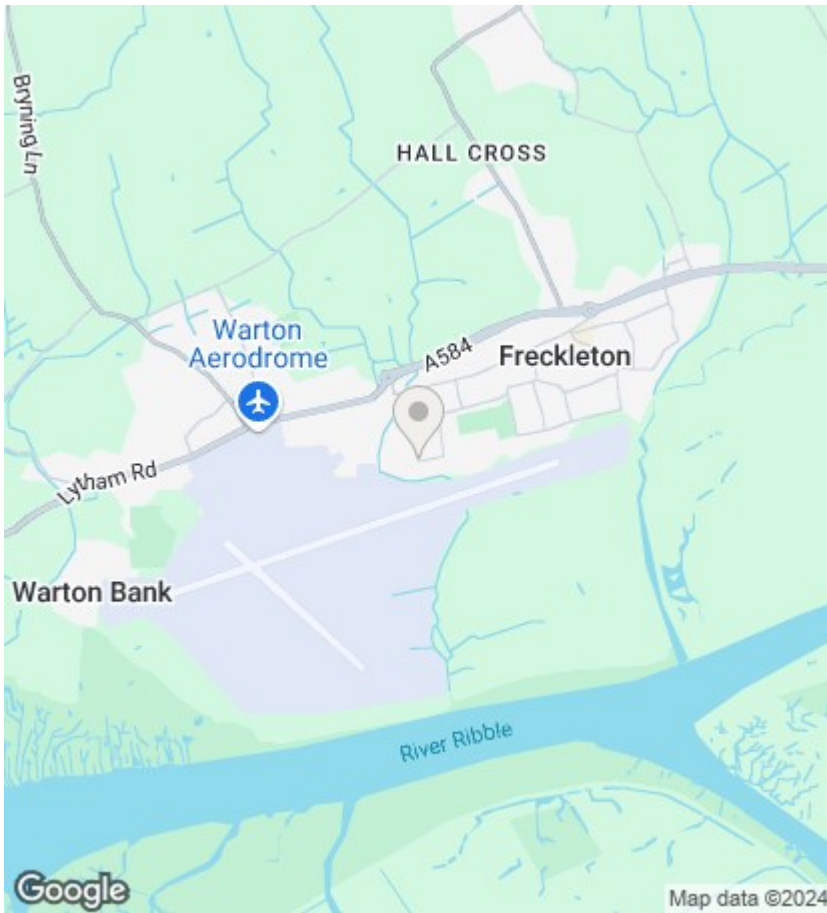 Bryning Ln
HALL CROSS
Warton
Aerodrome
A584
Freckleton
Lytham Rd
Warton Bank
River Ribble
Google
Map data ©2024